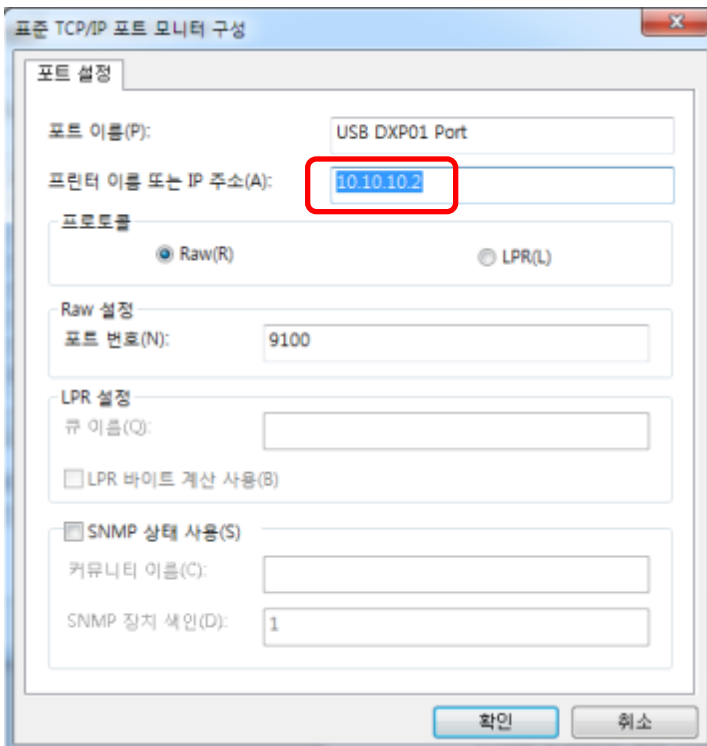 표준 TCP/IP 포트 모니터 구성
포트 설정
포트 이름(P): USB DXP01 Port
프린터 이름 또는 IP 주소(A): 10.10.10.2
프로토콜
Raw(R) LPR(L)
Raw 설정
포트 번호(N): 9100
LPR 설정
큐 이름(Q):
LPR 바이트 계산 사용(B)
SNMP 상태 사용(S)
커뮤니티 이름(C):
SNMP 장치 색인(D): 1
확인 취소